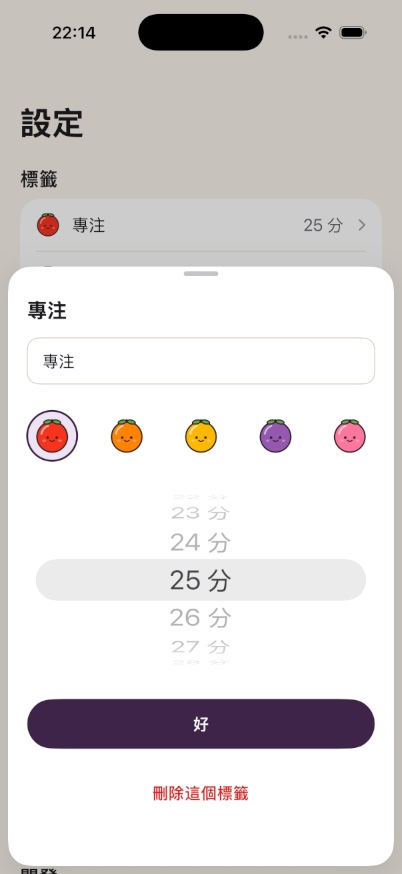 22:14
設定
標籤
專注 25 分
專注
專注
23 分
24 分
25 分
26 分
27 分
好
刪除這個標籤